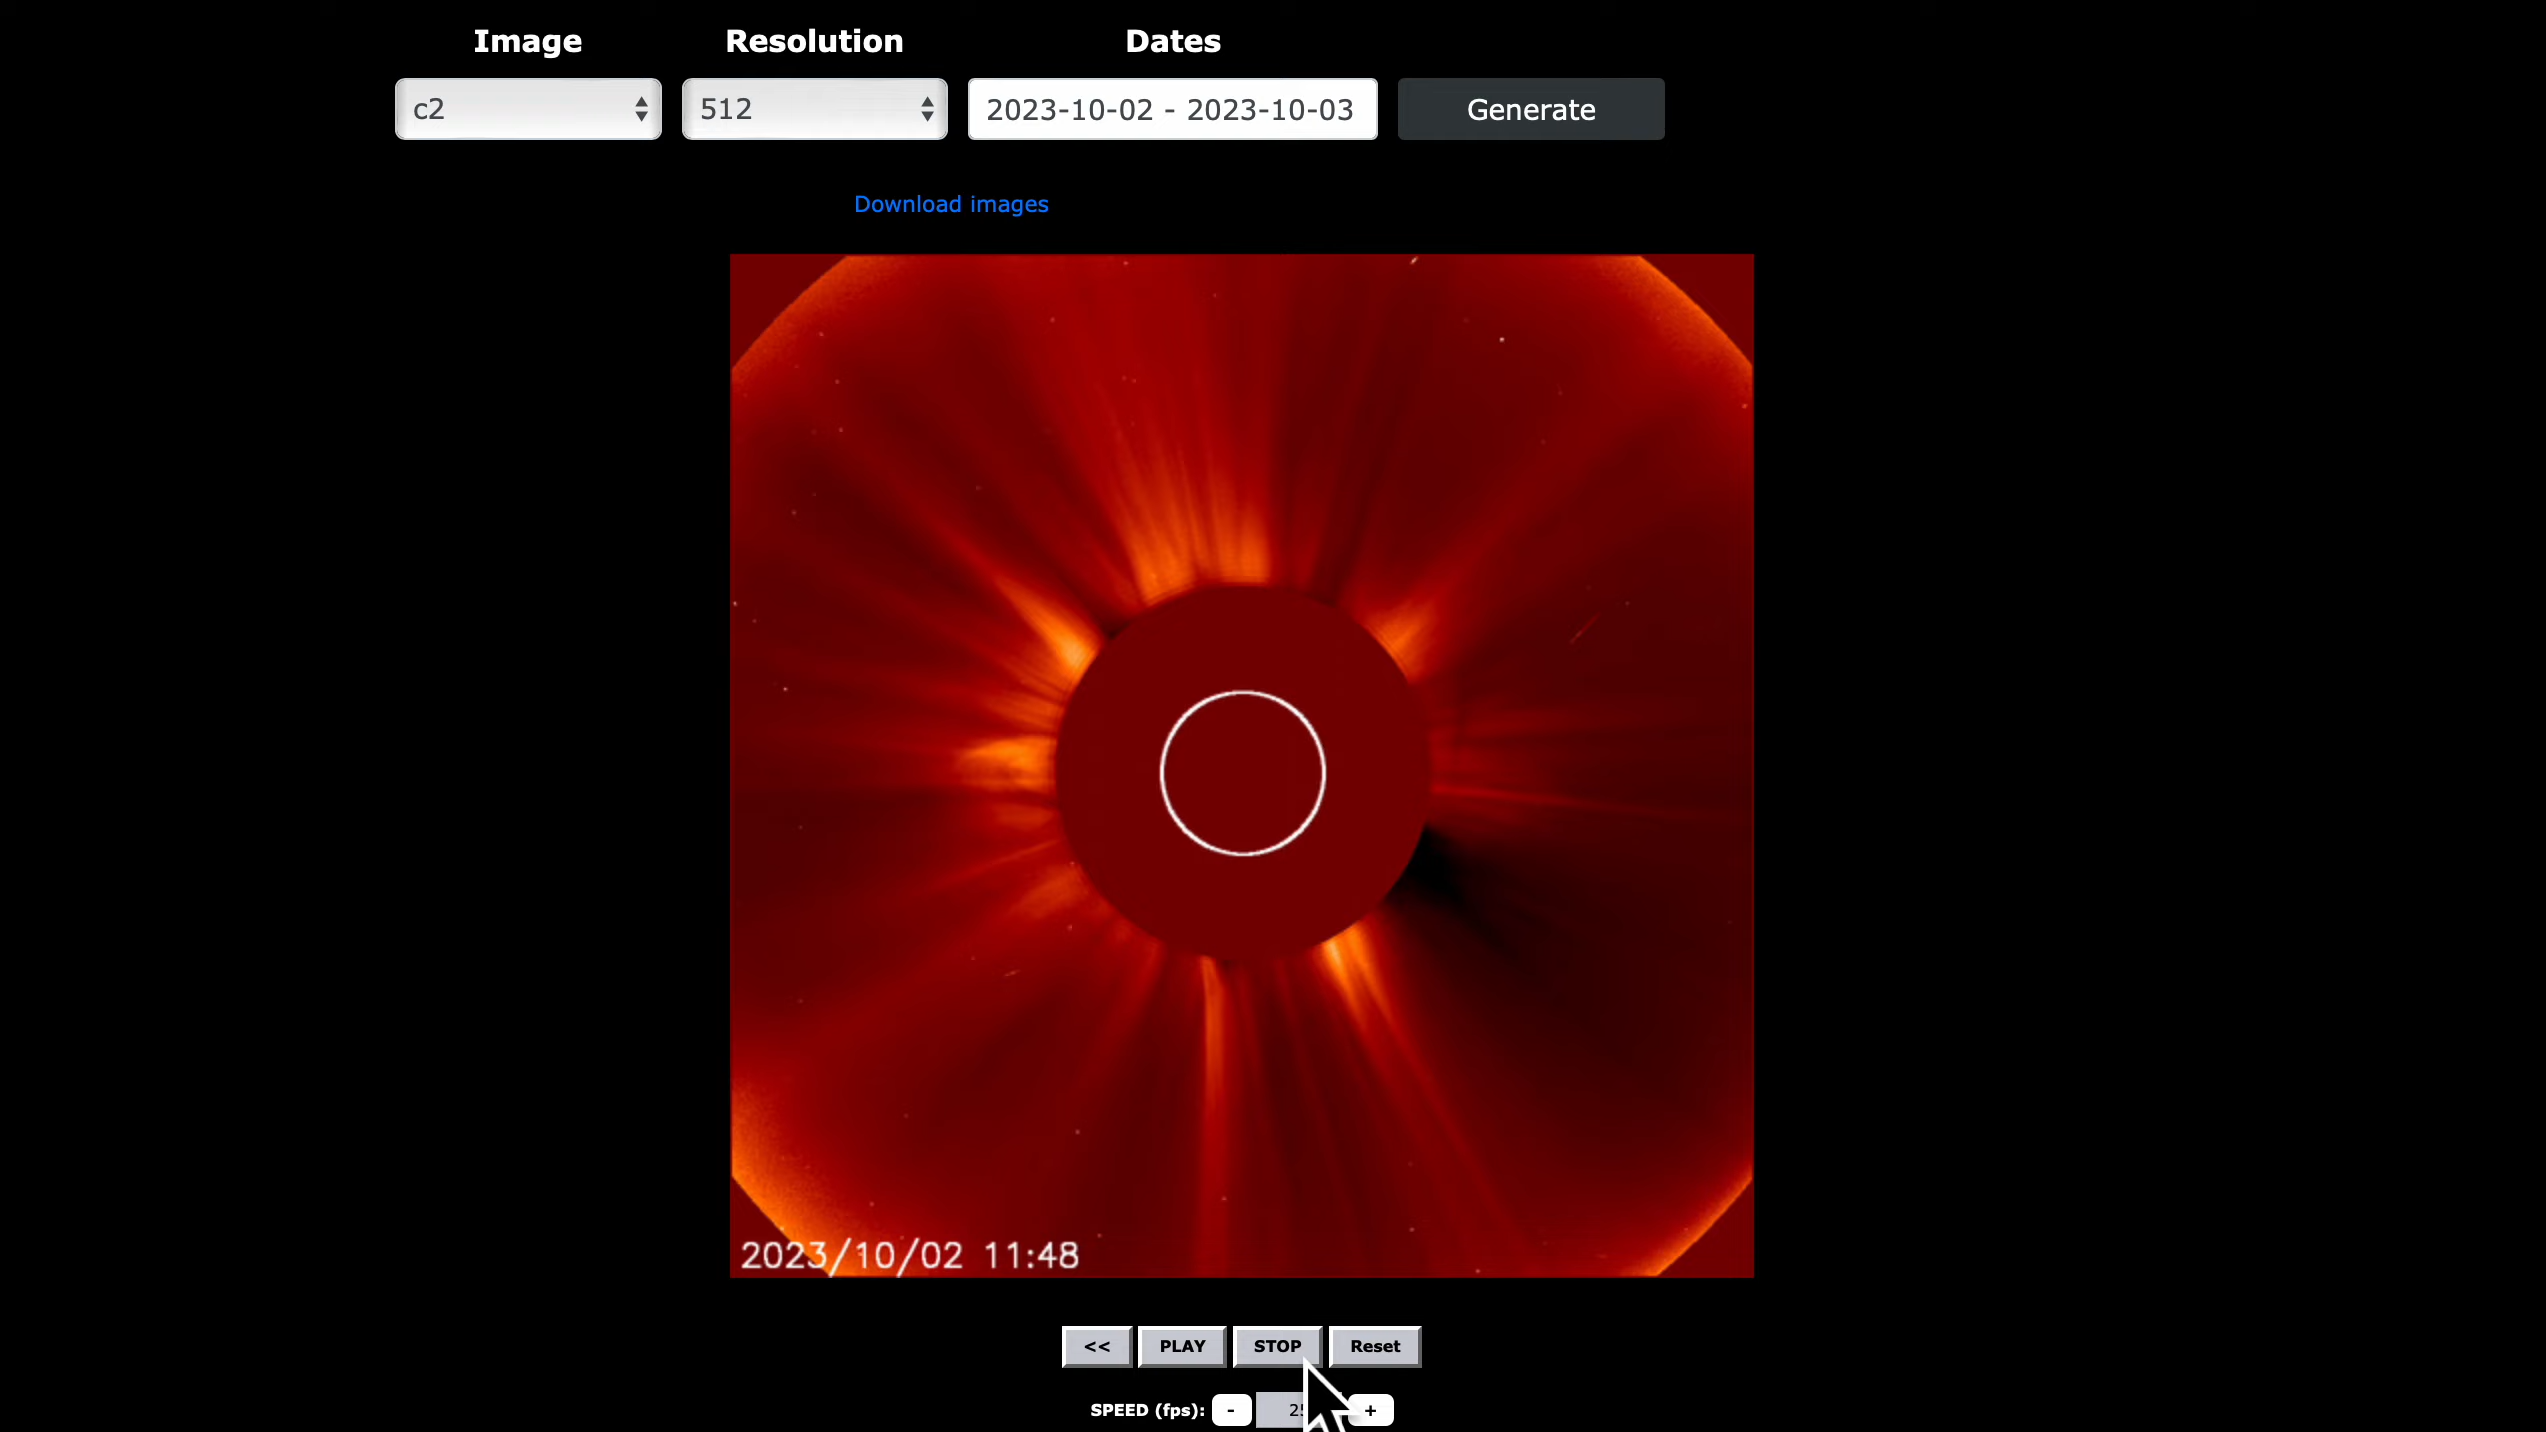 Image Resolution Dates
c2 512 2023-10-02 - 2023-10-03 Generate
Download images
2023/10/02 11:48
<< PLAY STOP Reset
SPEED (fps): - +